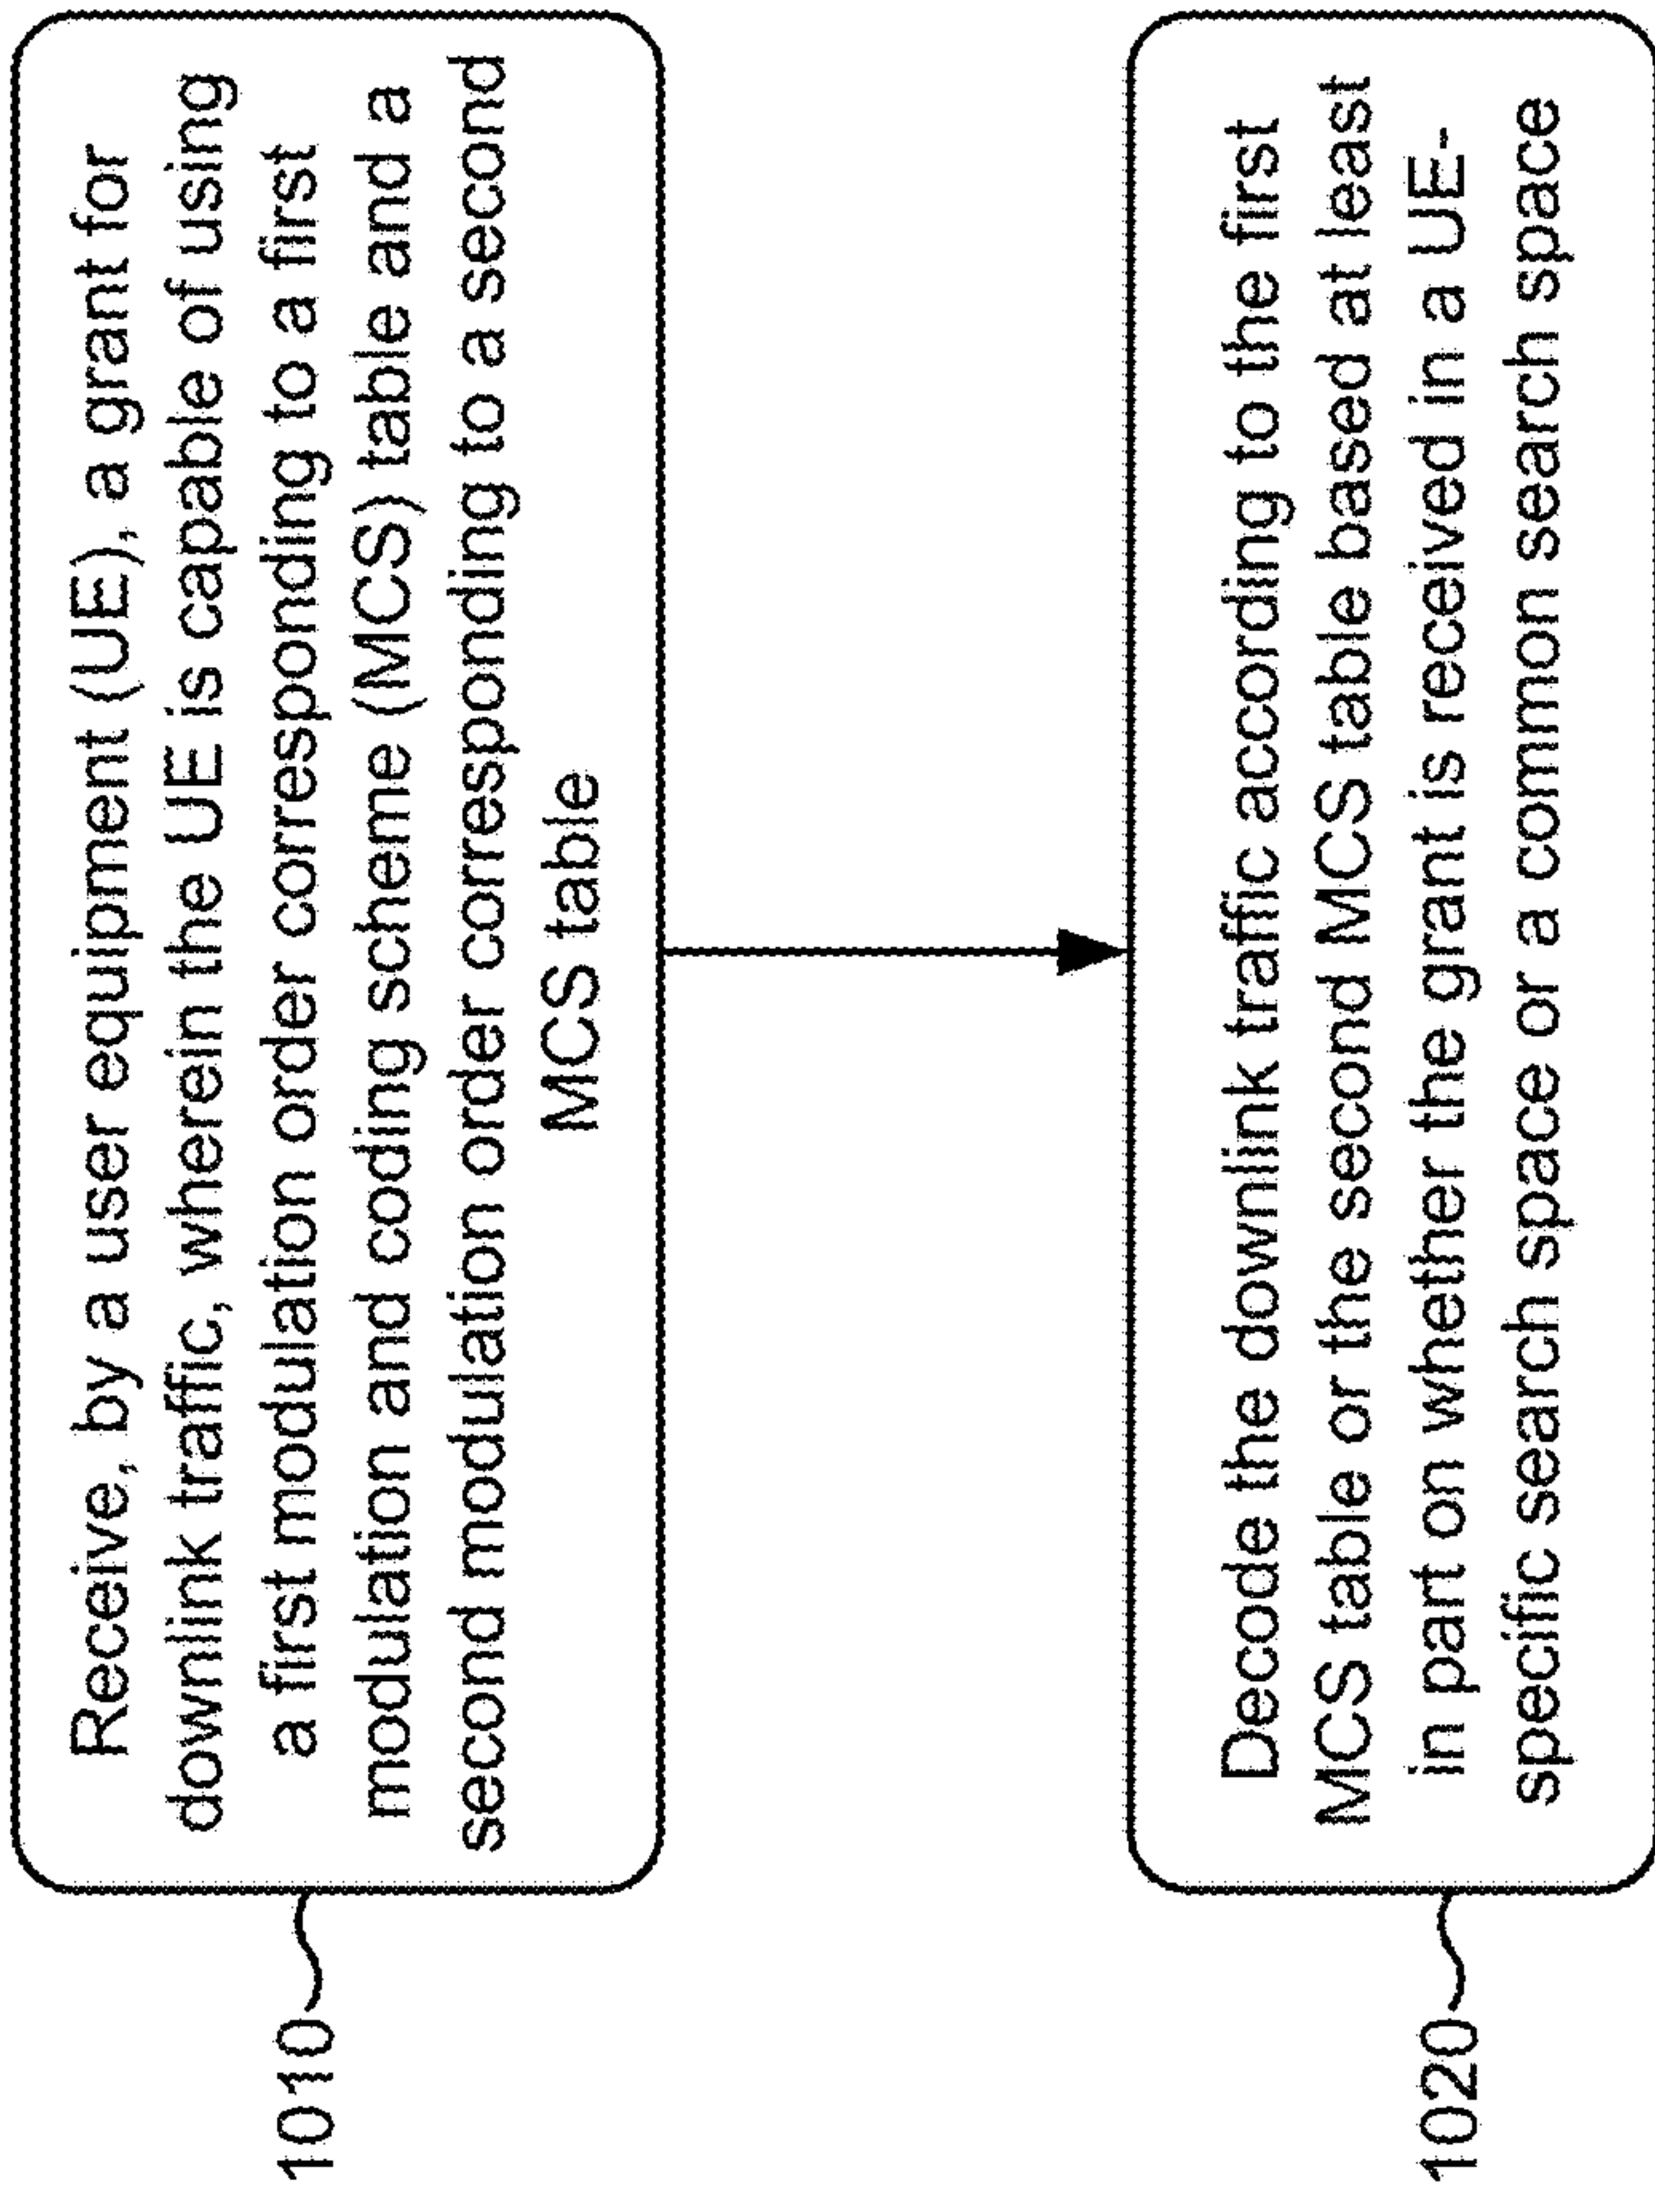 1010
Receive, by a user equipment (UE), a grant for
downlink traffic, wherein the UE is capable of using
a first modulation order corresponding to a first
modulation and coding scheme (MCS) table and a
second modulation order corresponding to a second
MCS table
1020
Decode the downlink traffic according to the first
MCS table or the second MCS table based at least
in part on whether the grant is received in a UE-
specific search space or a common search space